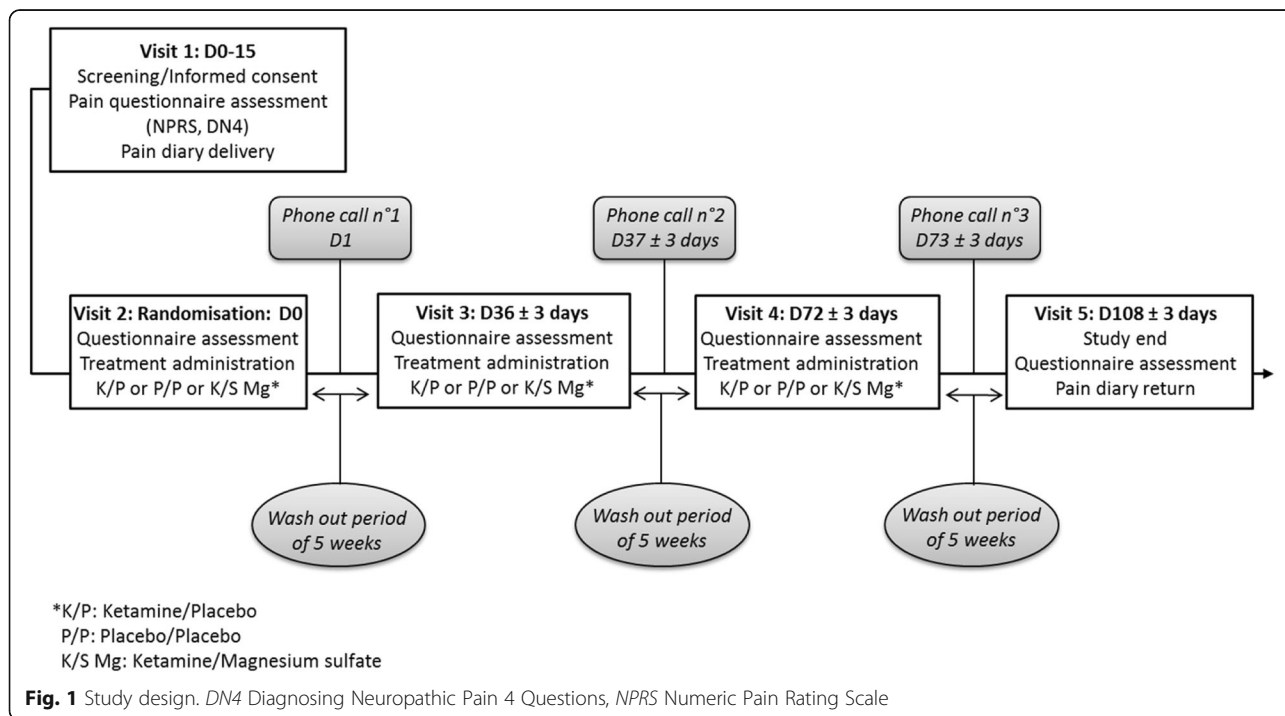 Visit 1: D0-15
Screening/Informed consent
Pain questionnaire assessment
(NPRS, DN4)
Pain diary delivery
Phone call n°1
D1
Phone call n°2
D37 ± 3 days
Phone call n°3
D73 ± 3 days
Visit 2: Randomisation: D0
Questionnaire assessment
Treatment administration
K/P or P/P or K/S Mg*
Visit 3: D36 ± 3 days
Questionnaire assessment
Treatment administration
K/P or P/P or K/S Mg*
Visit 4: D72 ± 3 days
Questionnaire assessment
Treatment administration
K/P or P/P or K/S Mg*
Visit 5: D108 ± 3 days
Study end
Questionnaire assessment
Pain diary return
Wash out period
of 5 weeks
Wash out period
of 5 weeks
Wash out period
of 5 weeks
*K/P: Ketamine/Placebo
P/P: Placebo/Placebo
K/S Mg: Ketamine/Magnesium sulfate
Fig. 1 Study design. DN4 Diagnosing Neuropathic Pain 4 Questions, NPRS Numeric Pain Rating Scale